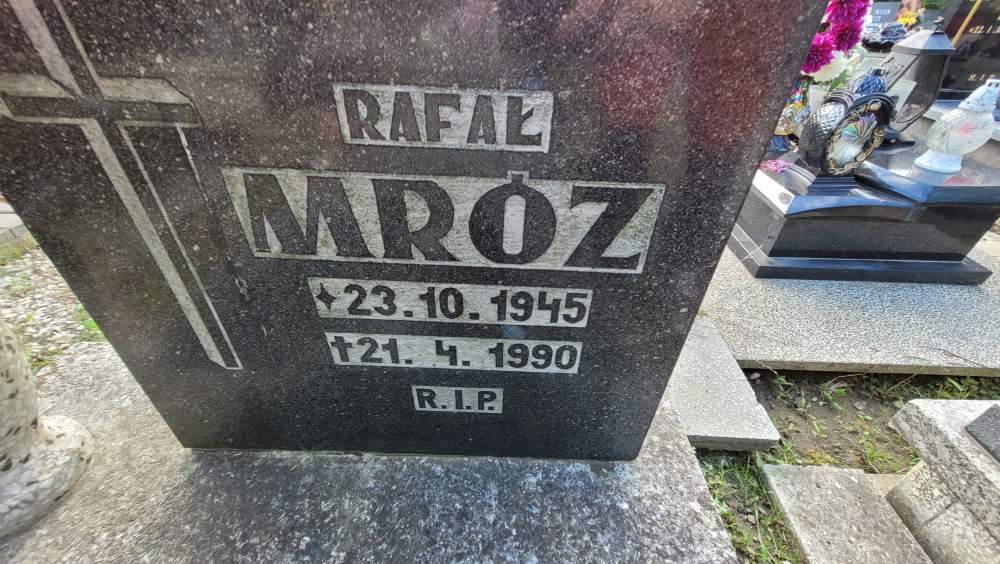 RAFAŁ
MRÓZ
✦23.10.1945
†21. 4. 1990
R.I.P.